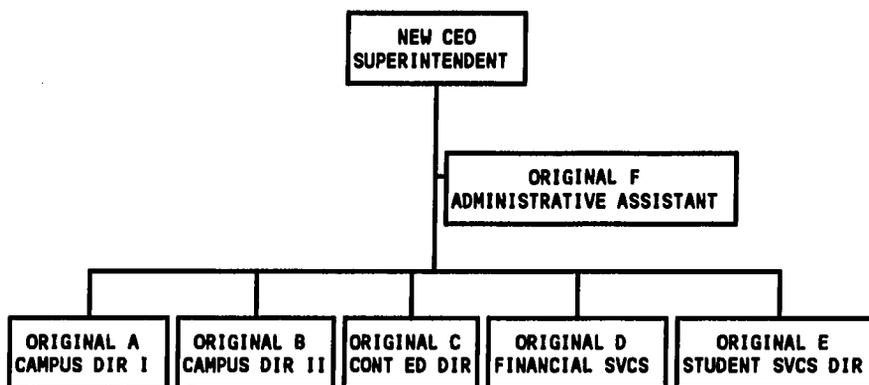 NEW CEO
SUPERINTENDENT
ORIGINAL F
ADMINISTRATIVE ASSISTANT
ORIGINAL A
CAMPUS DIR I
ORIGINAL B
CAMPUS DIR II
ORIGINAL C
CONT ED DIR
ORIGINAL D
FINANCIAL SVCS
ORIGINAL E
STUDENT SVCS DIR